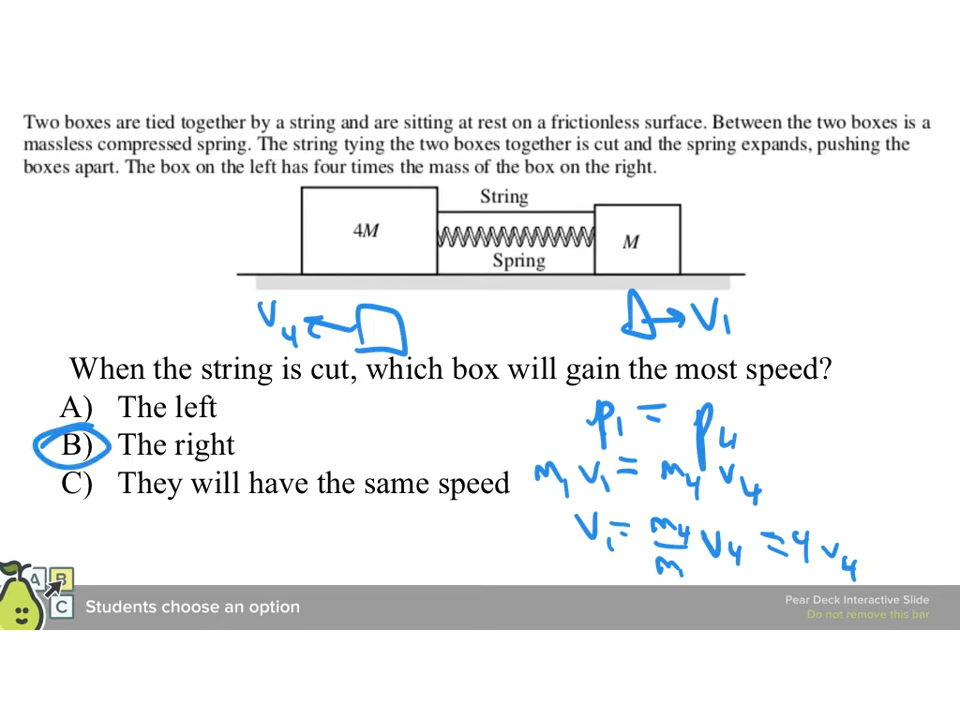 Two boxes are tied together by a string and are sitting at rest on a frictionless surface. Between the two boxes is a
massless compressed spring. The string tying the two boxes together is cut and the spring expands, pushing the
boxes apart. The box on the left has four times the mass of the box on the right.
String
4M
M
Spring
V₄
V₁
When the string is cut, which box will gain the most speed?
A) The left
p₁ = p₄
B) The right
m₁ v₁ = m₄ v₄
C) They will have the same speed
V₁ = m₄/m V₄ = 4 v₄
A B
C
Students choose an option
Pear Deck Interactive Slide
Do not remove this bar